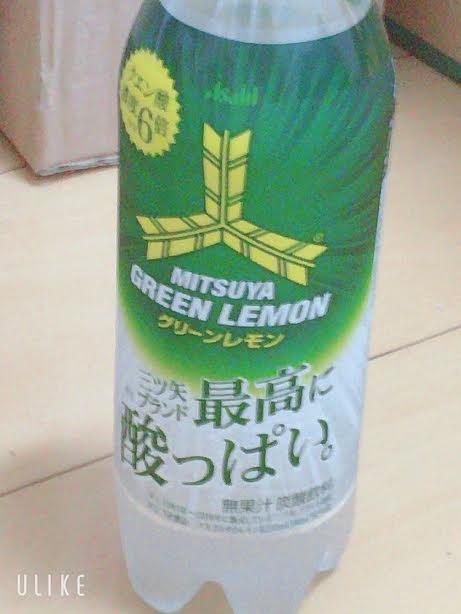 Asahi
クエン酸
6倍
MITSUYA
GREEN LEMON
グリーンレモン
三ツ矢
ブランド
最高に
酸っぱい。
無果汁 炭酸飲料
ULIKE